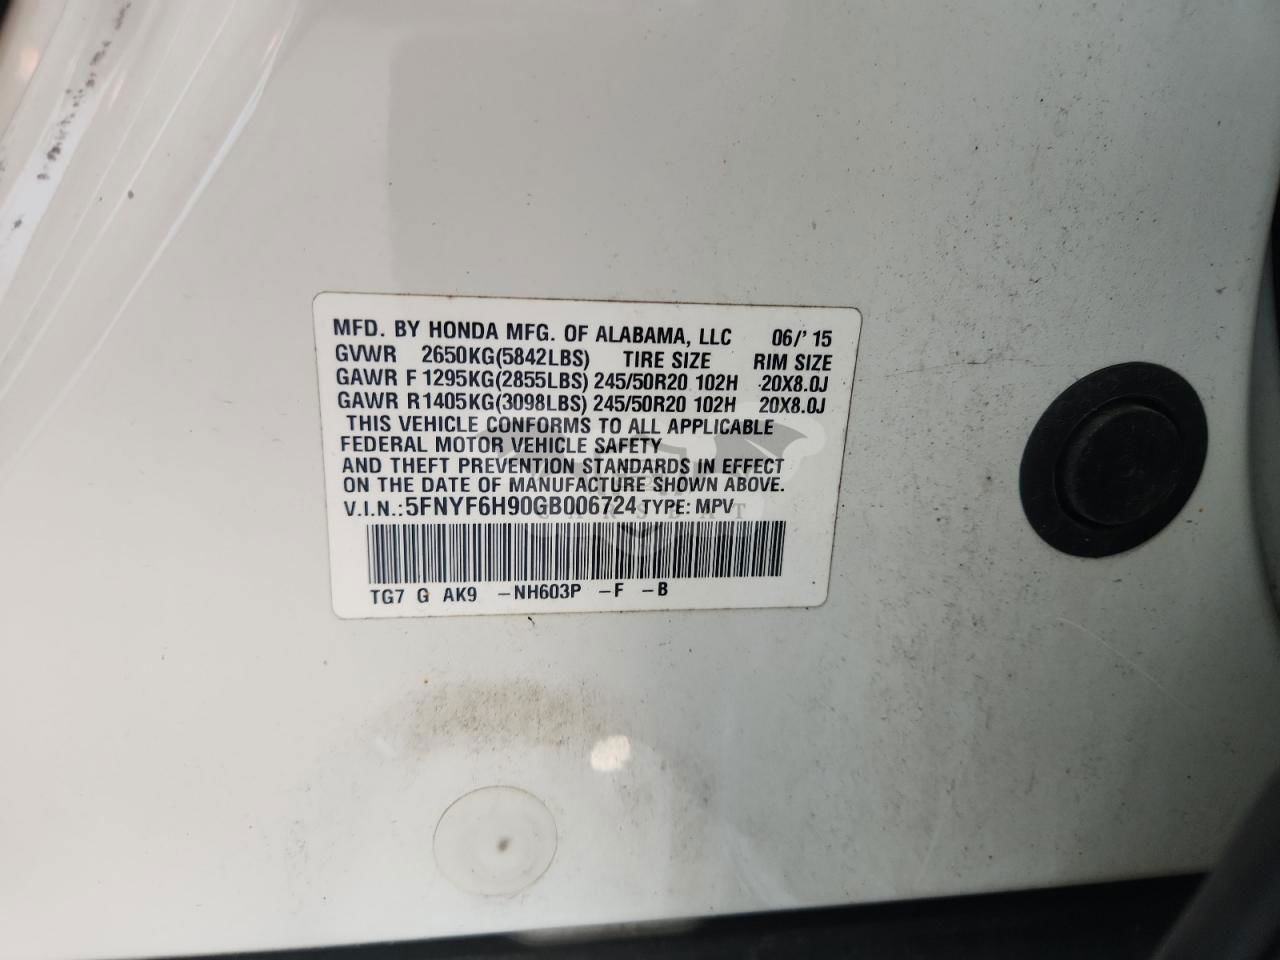 MFD. BY HONDA MFG. OF ALABAMA, LLC 06/' 15
GVWR 2650KG(5842LBS) TIRE SIZE RIM SIZE
GAWR F 1295KG(2855LBS) 245/50R20 102H 20X8.0J
GAWR R1405KG(3098LBS) 245/50R20 102H 20X8.0J
THIS VEHICLE CONFORMS TO ALL APPLICABLE
FEDERAL MOTOR VEHICLE SAFETY
AND THEFT PREVENTION STANDARDS IN EFFECT
ON THE DATE OF MANUFACTURE SHOWN ABOVE.
V.I.N.:5FNYF6H90GB006724 TYPE: MPV
TG7 G AK9 -NH603P -F -B